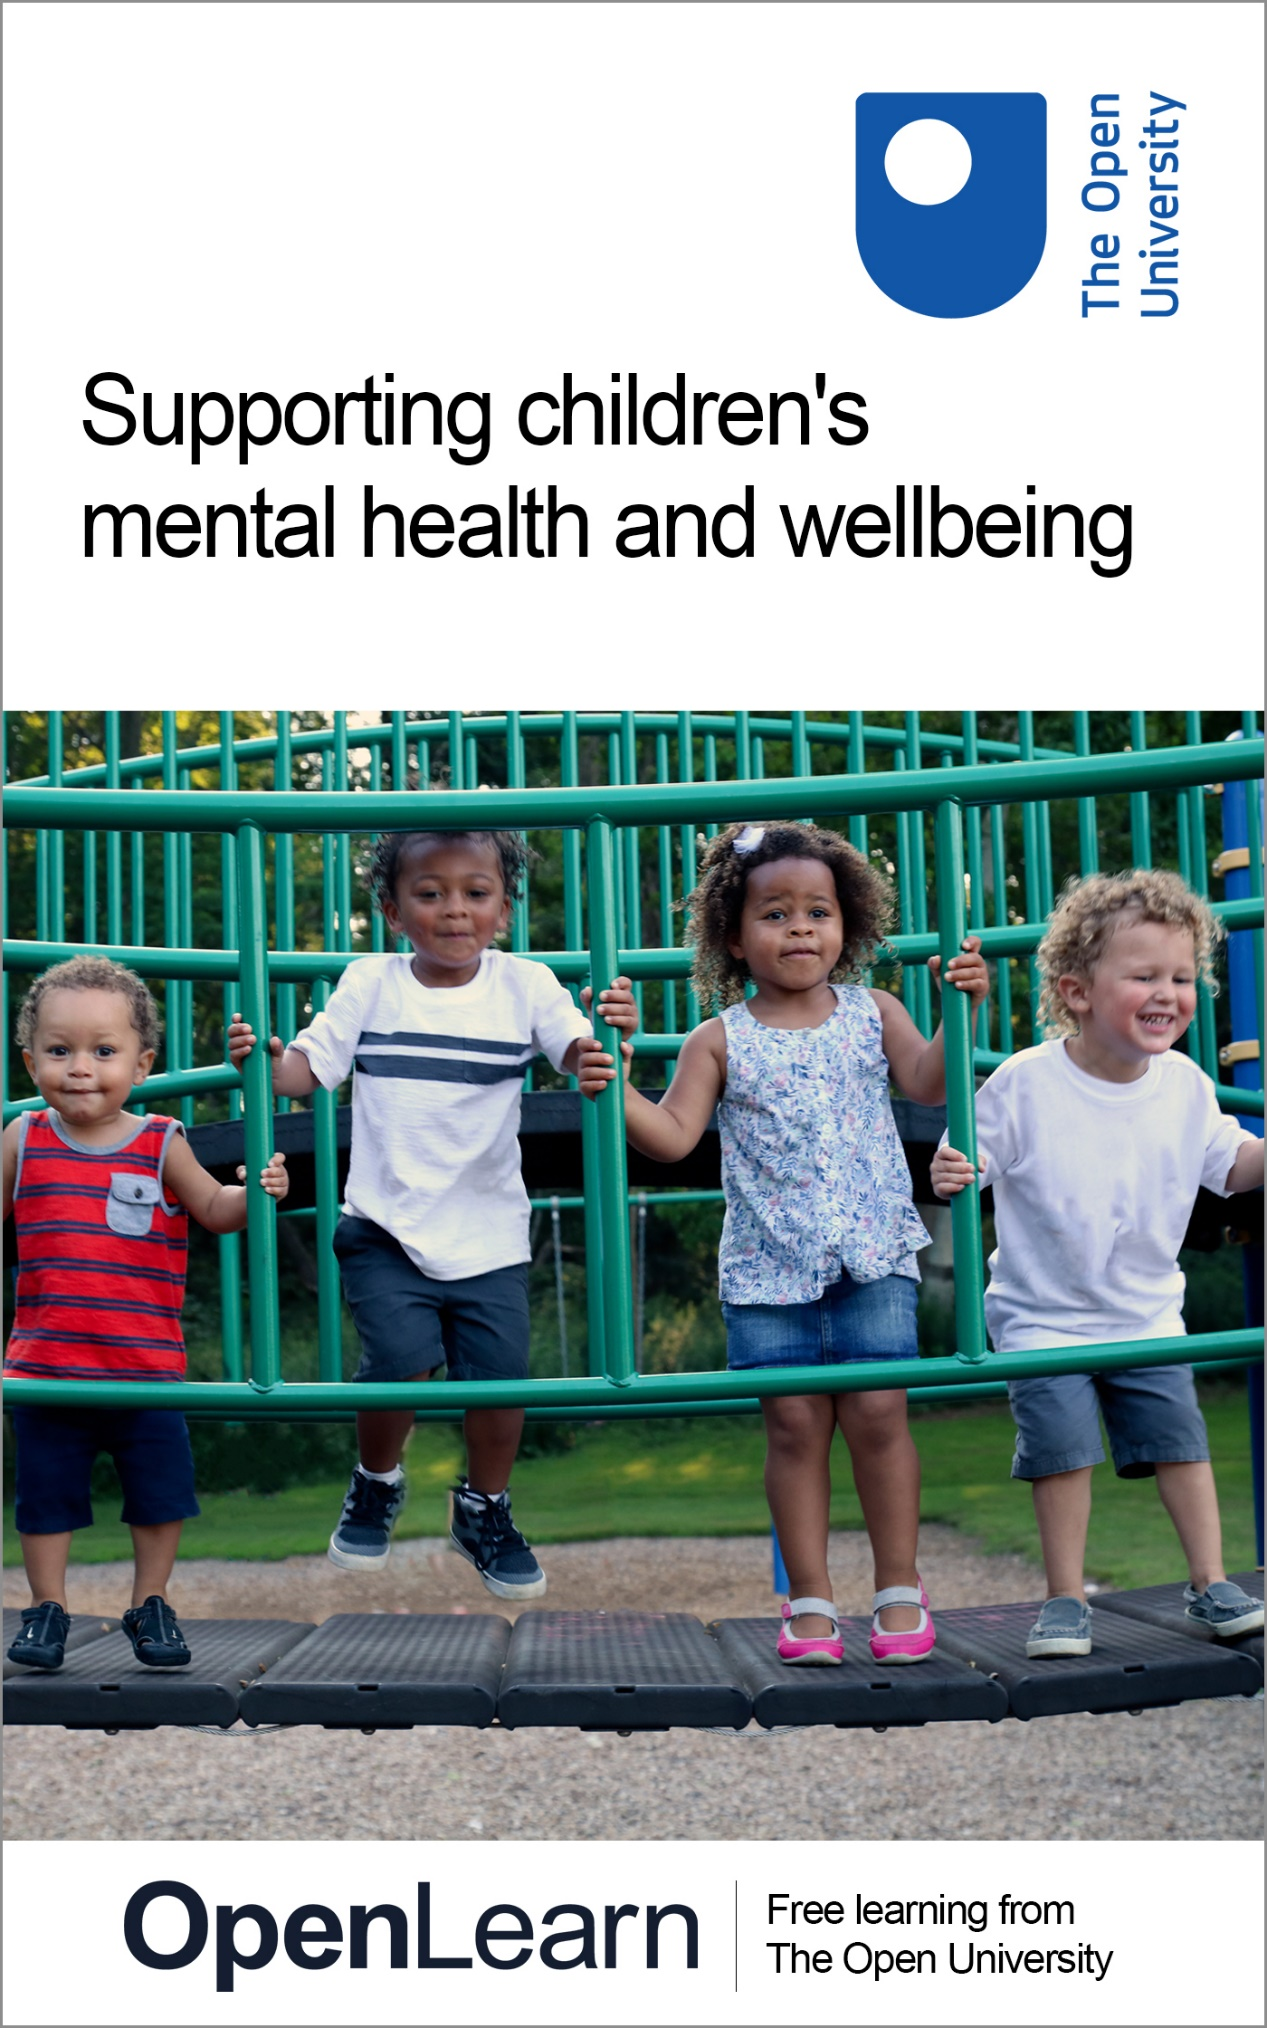 The Open
University
Supporting children's
mental health and wellbeing
OpenLearn
Free learning from
The Open University